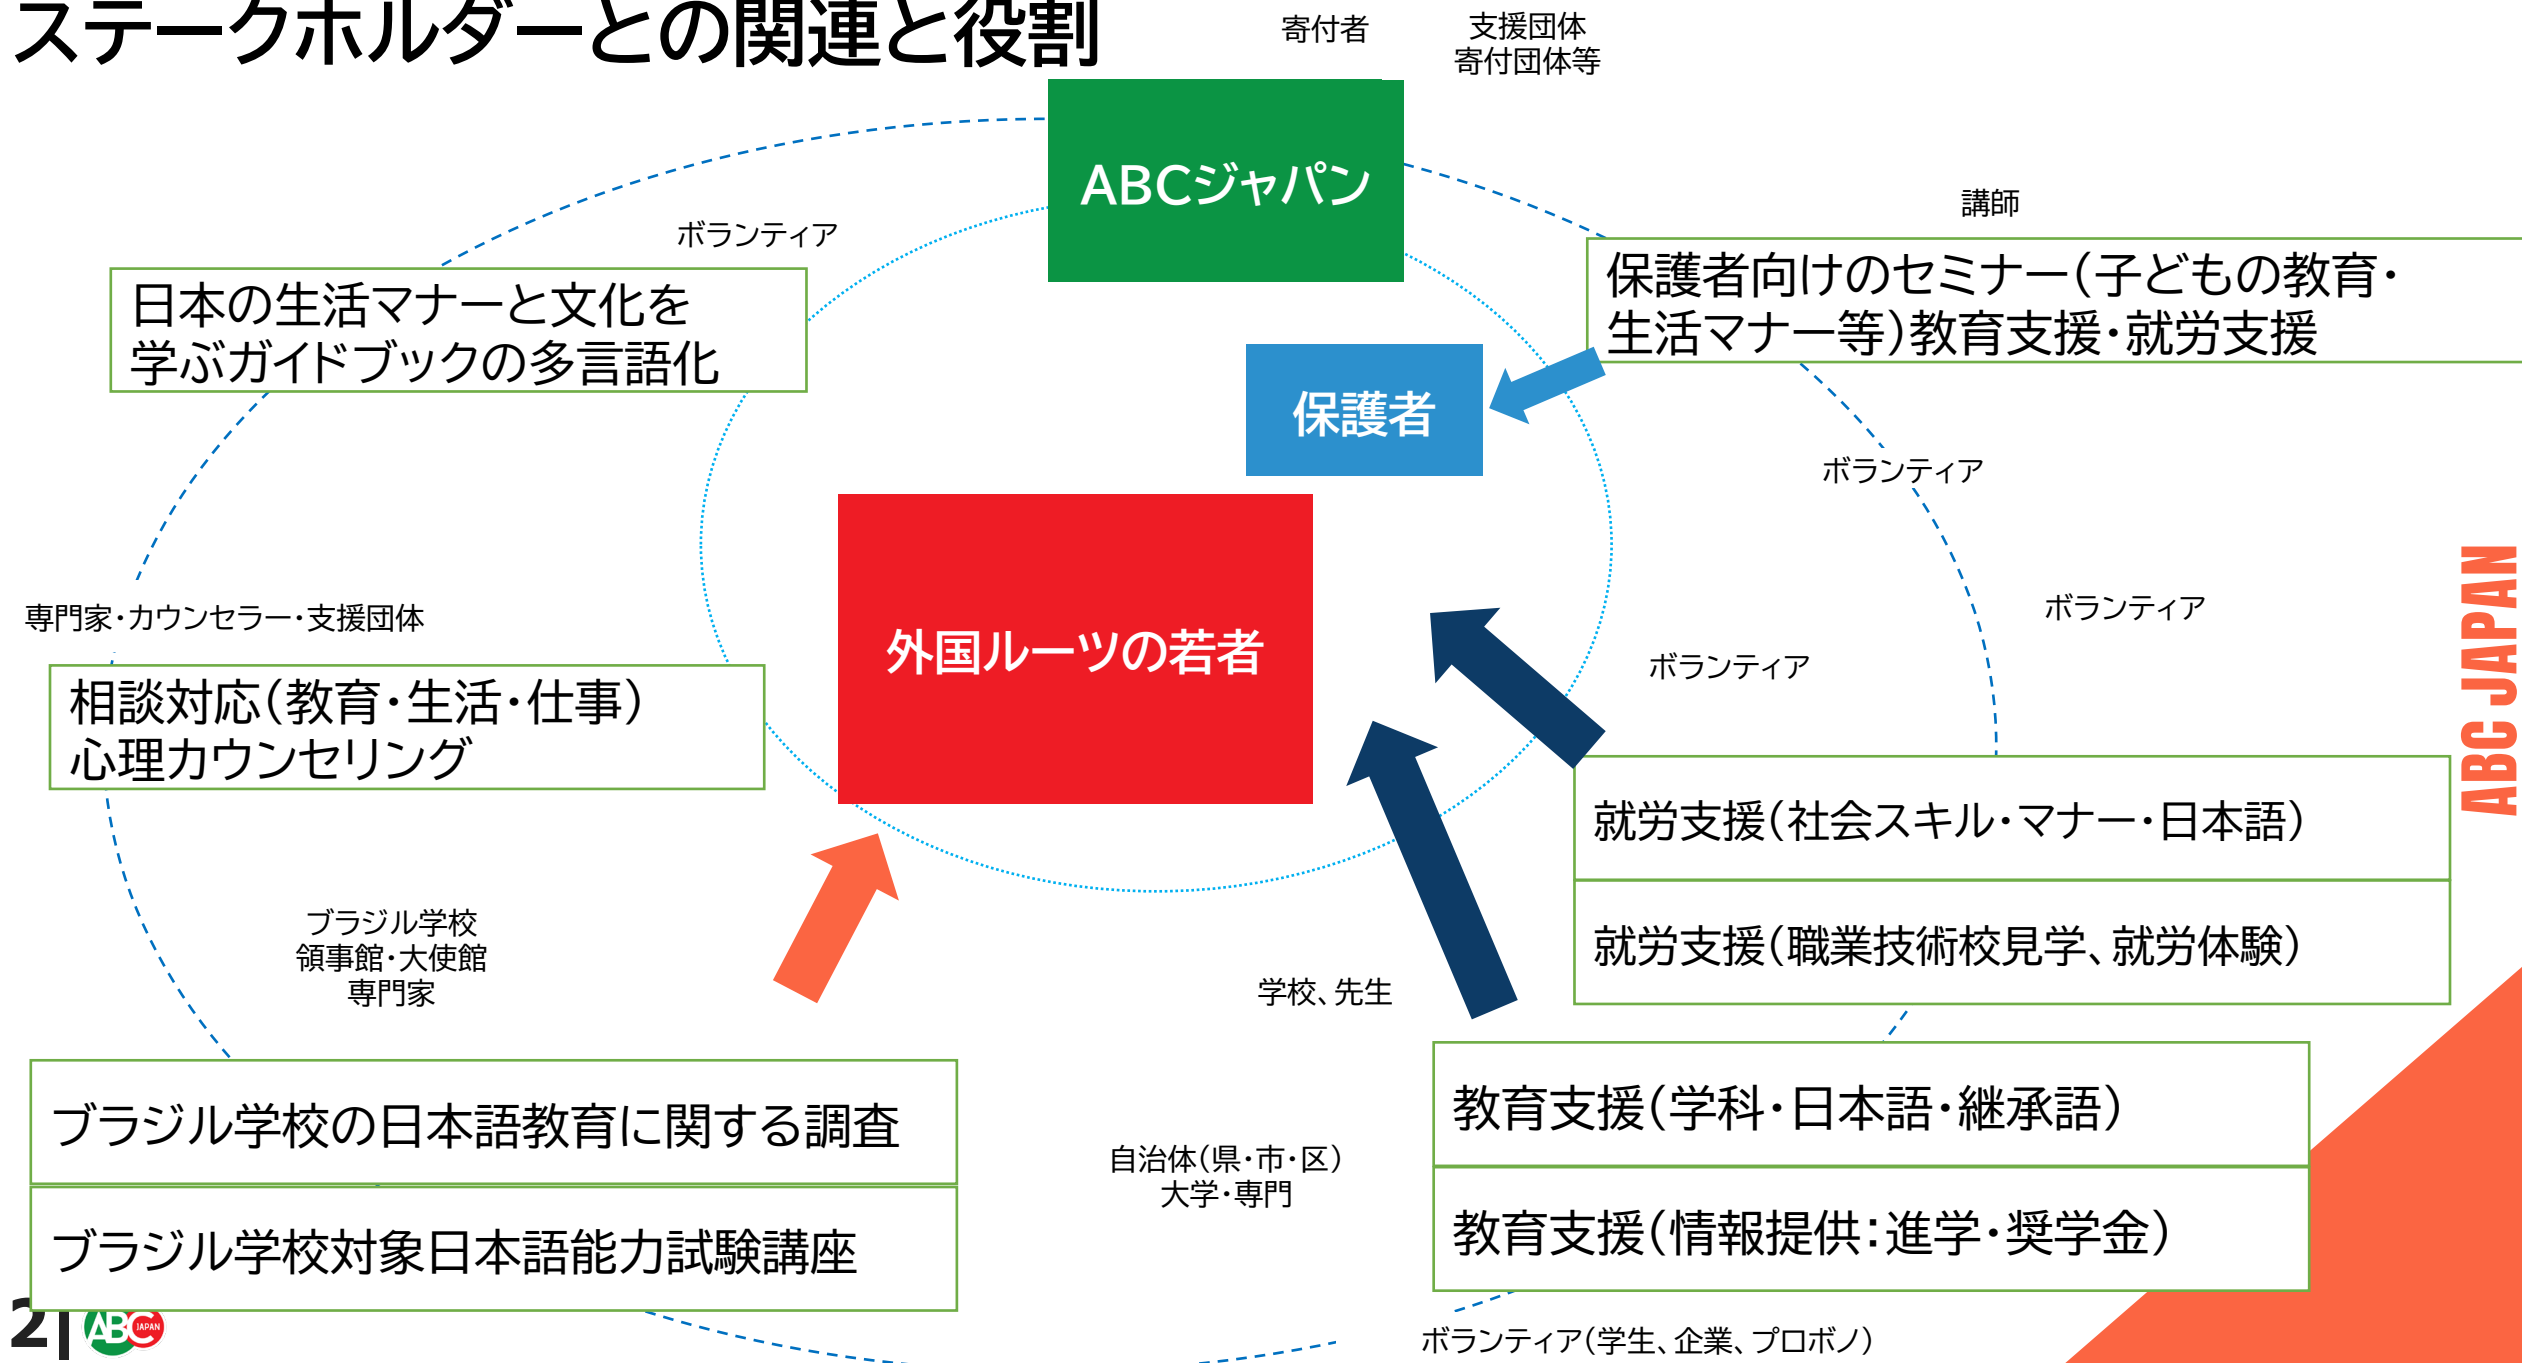 ステークホルダーとの関連と役割
寄付者
支援団体
寄付団体等
ABCジャパン
講師
ボランティア
保護者向けのセミナー(子どもの教育・
生活マナー等)教育支援・就労支援
日本の生活マナーと文化を
学ぶガイドブックの多言語化
保護者
ボランティア
外国ルーツの若者
専門家・カウンセラー・支援団体
ボランティア
ボランティア
相談対応(教育・生活・仕事)
心理カウンセリング
ABC JAPAN
就労支援(社会スキル・マナー・日本語)
就労支援(職業技術校見学、就労体験)
ブラジル学校
領事館・大使館
専門家
学校、先生
ブラジル学校の日本語教育に関する調査
教育支援(学科・日本語・継承語)
自治体(県・市・区)
大学・専門
ブラジル学校対象日本語能力試験講座
教育支援(情報提供:進学・奨学金)
2
ABC JAPAN
ボランティア(学生、企業、プロボノ)